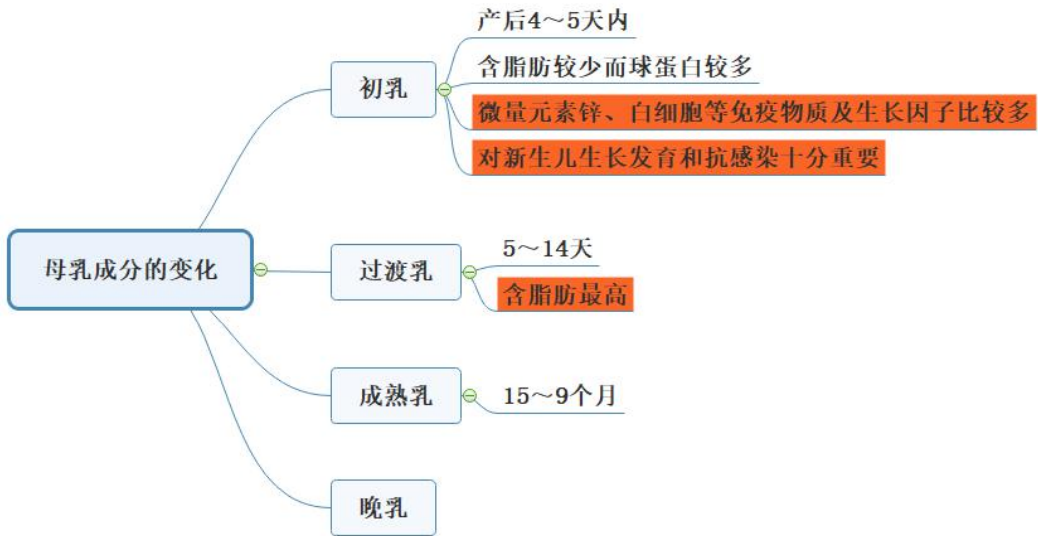 母乳成分的变化
初乳
产后4～5天内
含脂肪较少而球蛋白较多
微量元素锌、白细胞等免疫物质及生长因子比较多
对新生儿生长发育和抗感染十分重要
过渡乳
5～14天
含脂肪最高
成熟乳
15～9个月
晚乳